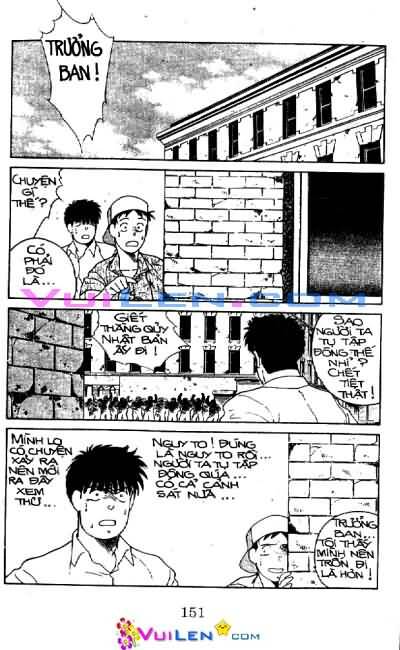 TRƯỞNG
BAN !
CHUYỆN
GÌ
THẾ ?
CÓ
PHẢI
ĐÓ
LÀ...
VUILEN.COM
GIẾT
THẰNG QỦY
NHẬT BẢN
ẤY ĐI !
SAO
NGƯỜI TA
TỤ TẬP
ĐÔNG THẾ
NHỈ ?
CHẾT
TIỆT
THẬT !
MÌNH LO
CÓ CHUYỆN
XẢY RA
NÊN MỚI
RA ĐÂY
XEM
THỬ...
NGUY TO ! ĐÚNG
LÀ NGUY TO RỒI...
NGƯỜI TA TỤ TẬP
ĐÔNG QÚA...
CÓ CẢ CẢNH
SÁT NỮA...
TRƯỞNG
BAN...
TÔI THẤY
MÌNH NÊN
TRỐN ĐI
LÀ HƠN !
151
VUILEN.COM